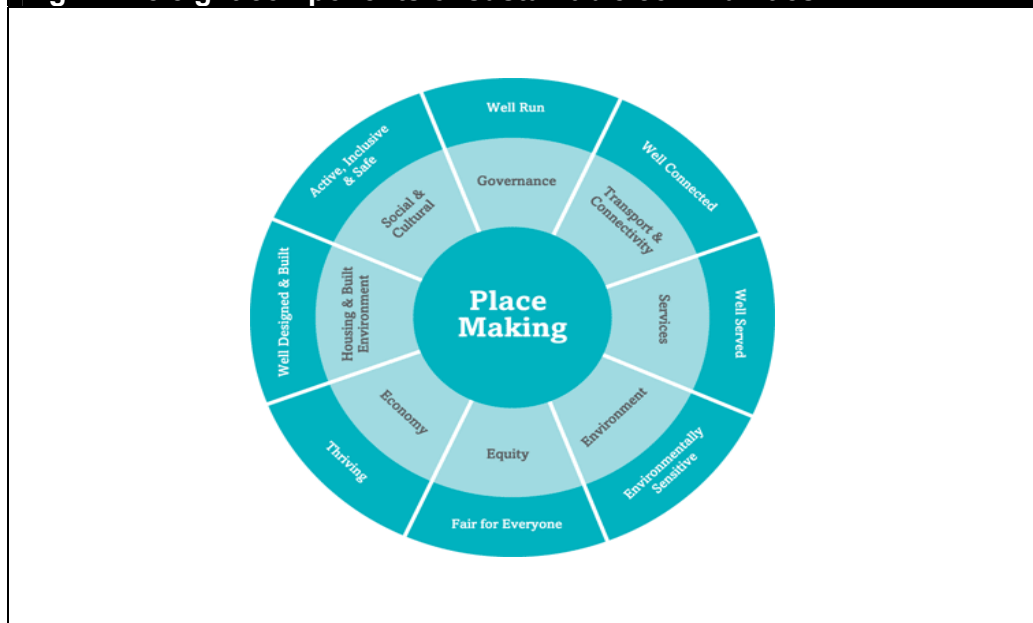 Place
Making
Governance
Transport &
Connectivity
Services
Environment
Equity
Economy
Housing & Built
Environment
Social &
Cultural
Well Run
Well Connected
Well Served
Environmentally
Sensitive
Fair for Everyone
Thriving
Well Designed & Built
Active, Inclusive
& Safe